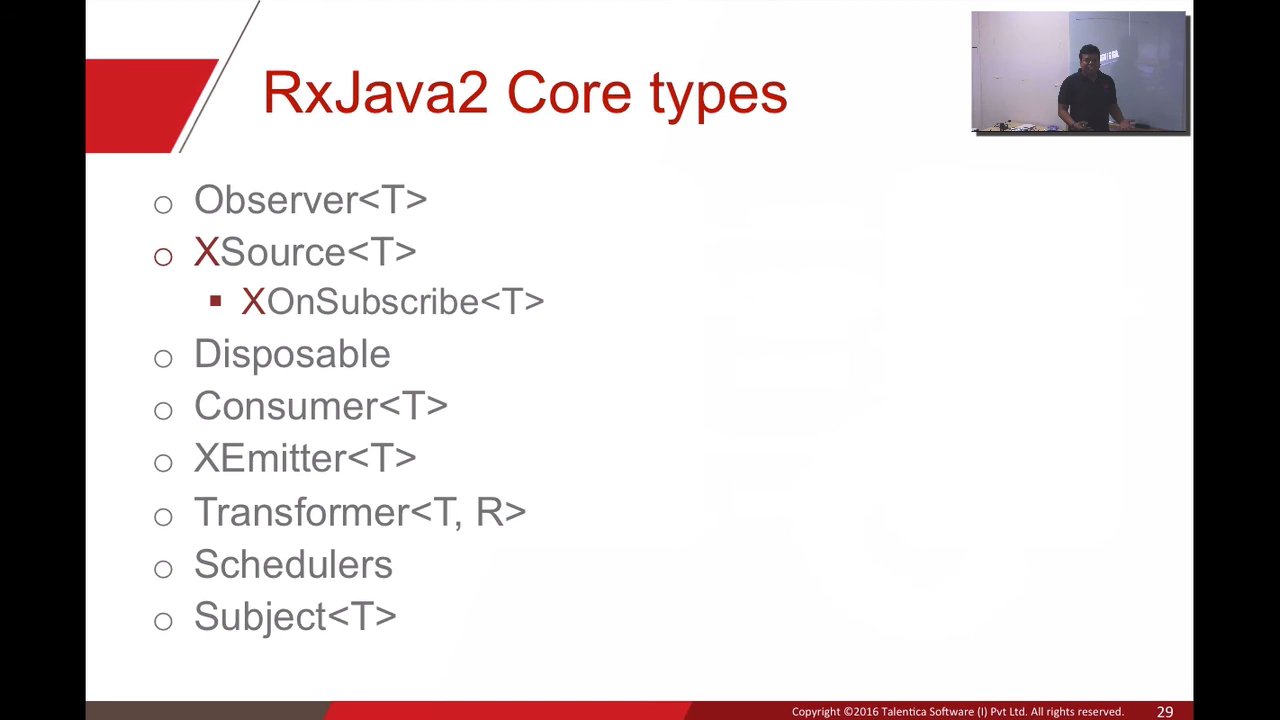 RxJava2 Core types
Observer<T>
XSource<T>
XOnSubscribe<T>
Disposable
Consumer<T>
XEmitter<T>
Transformer<T, R>
Schedulers
Subject<T>
Copyright ©2016 Talentica Software (I) Pvt Ltd. All rights reserved. 29